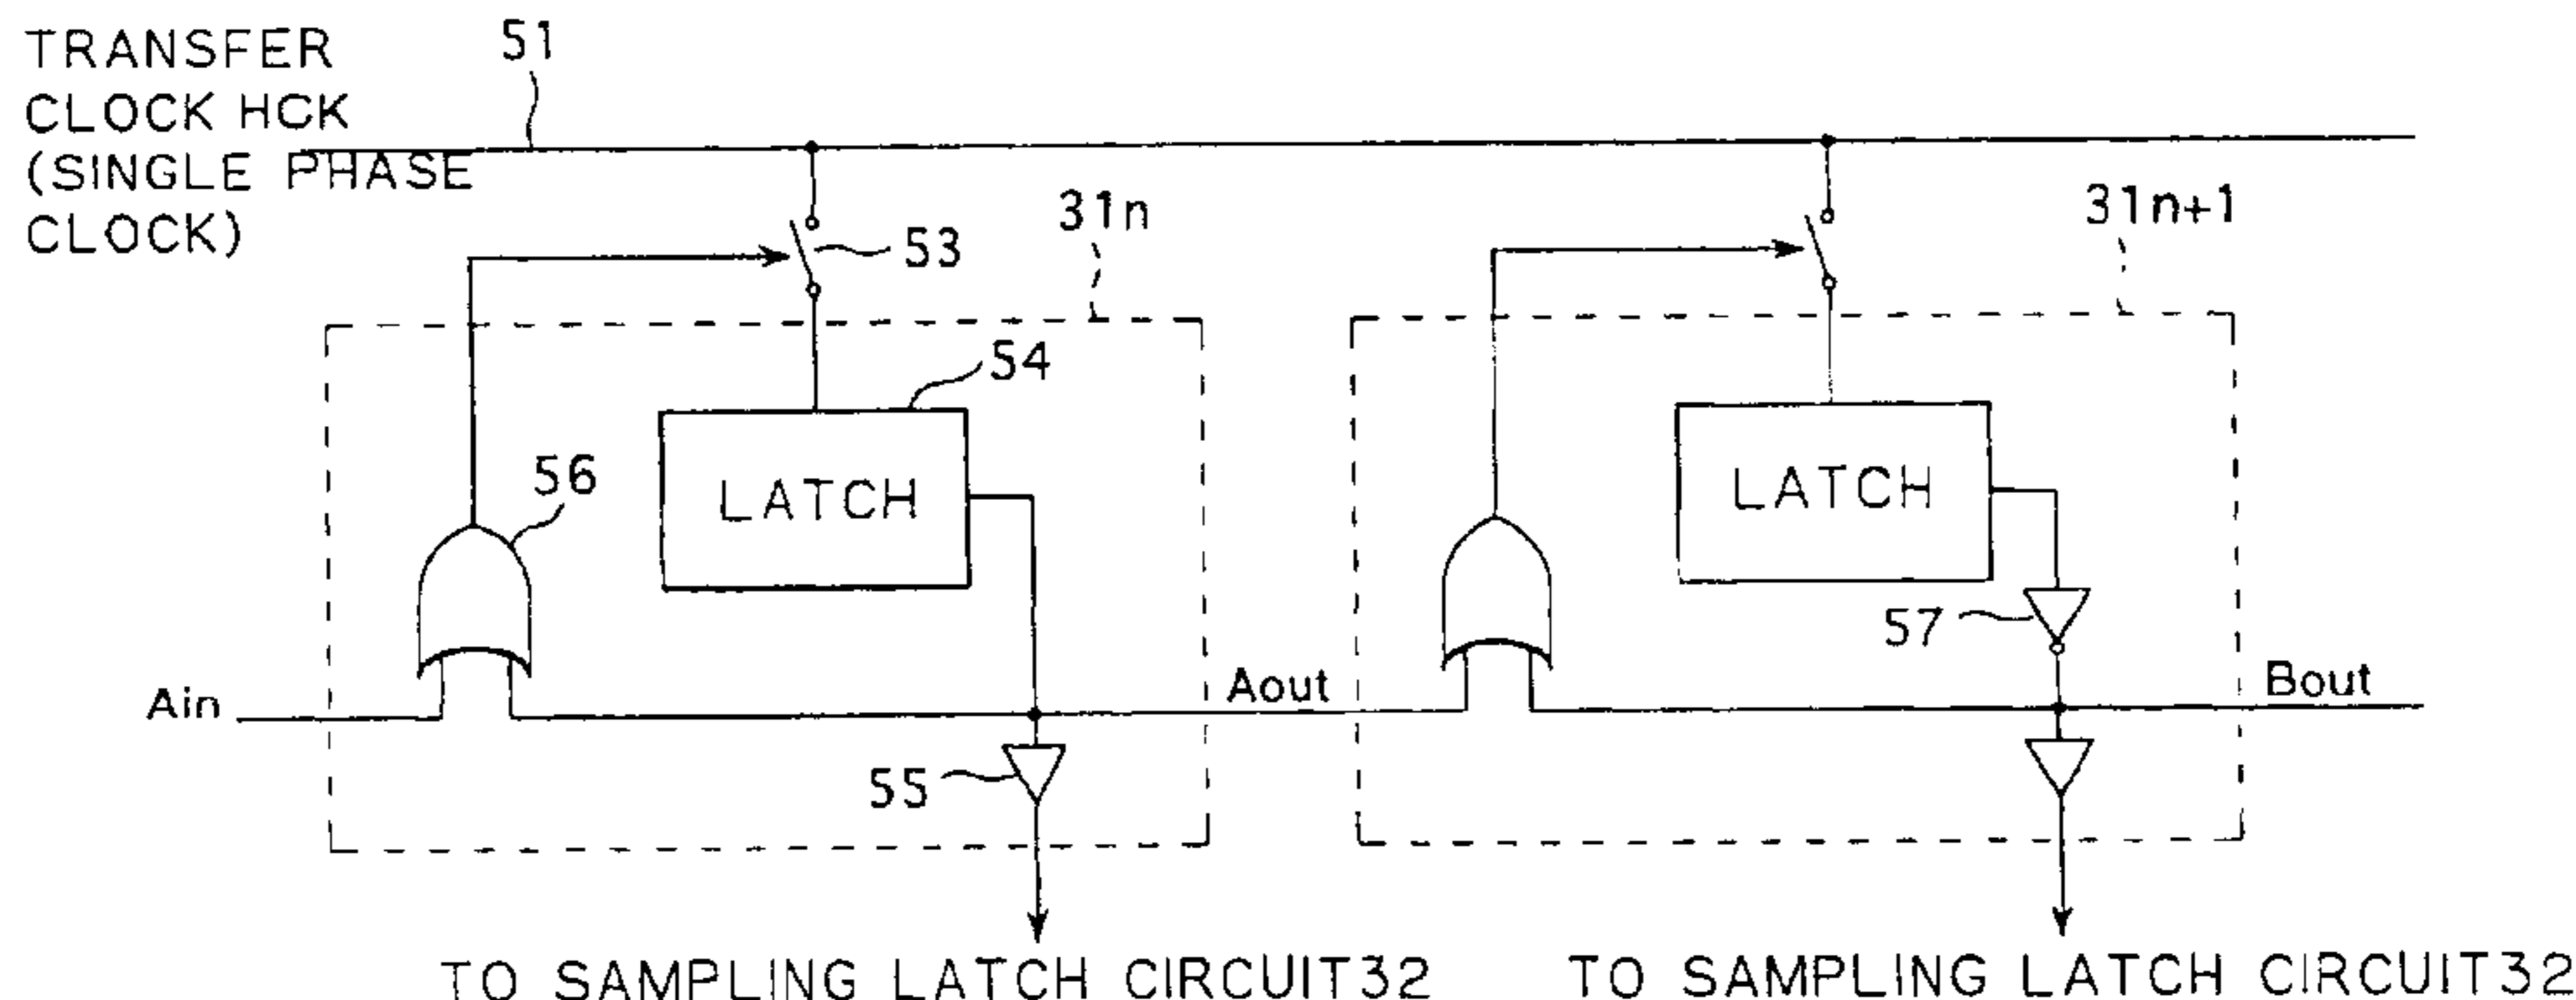 TRANSFER
CLOCK HCK
(SINGLE PHASE
CLOCK)
51
53
31n
31n+1
54
LATCH
56
LATCH
57
Ain
Aout
Bout
55
TO SAMPLING LATCH CIRCUIT32
TO SAMPLING LATCH CIRCUIT32